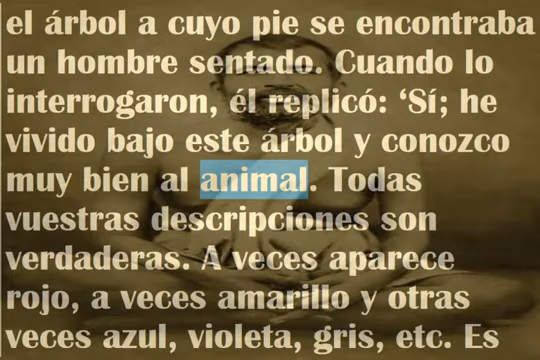 el árbol a cuyo pie se encontraba
un hombre sentado. Cuando lo
interrogaron, él replicó: ‘Sí; he
vivido bajo este árbol y conozco
muy bien al animal. Todas
vuestras descripciones son
verdaderas. A veces aparece
rojo, a veces amarillo y otras
veces azul, violeta, gris, etc. Es